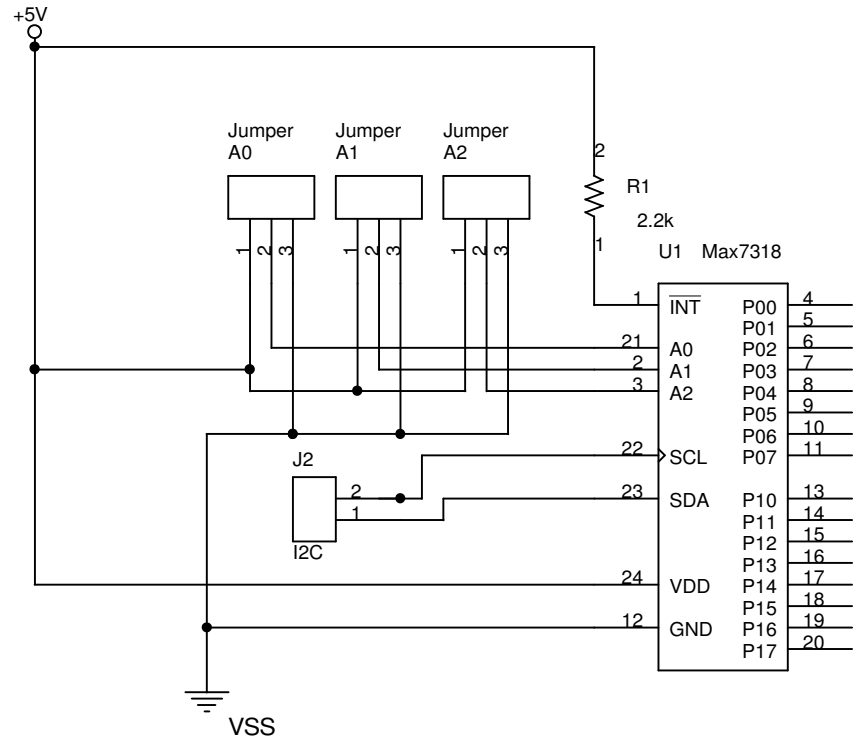 +5V
Jumper
A0
Jumper
A1
Jumper
A2
1 2 3
1 2 3
1 2 3
2
R1
2.2k
1
U1 Max7318
1 INT P00 4
P01 5
21 A0 P02 6
2 A1 P03 7
3 A2 P04 8
P05 9
P06 10
22 SCL P07 11
J2
2
1
I2C
23 SDA P10 13
P11 14
P12 15
P13 16
24 VDD P14 17
P15 18
12 GND P16 19
P17 20
VSS